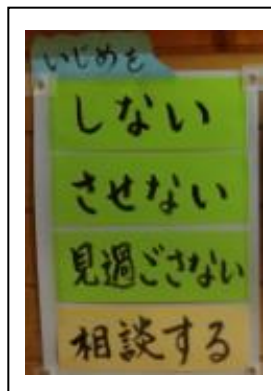 いじめを
しない
させない
見過ごさない
相談する